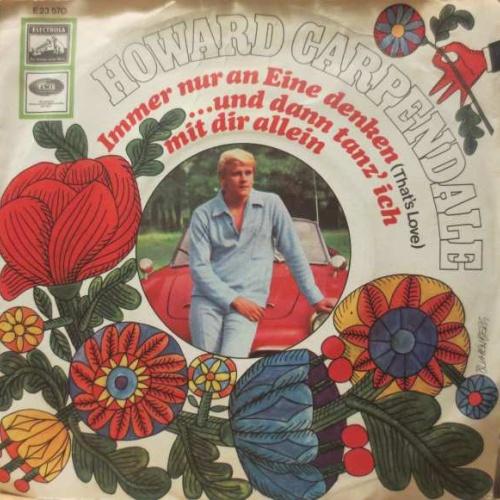 E 23 570
ELECTROLA
EMI
HOWARD CARPENDALE
Immer nur an Eine denken
(That's Love)
...und dann tanz' ich
mit dir allein